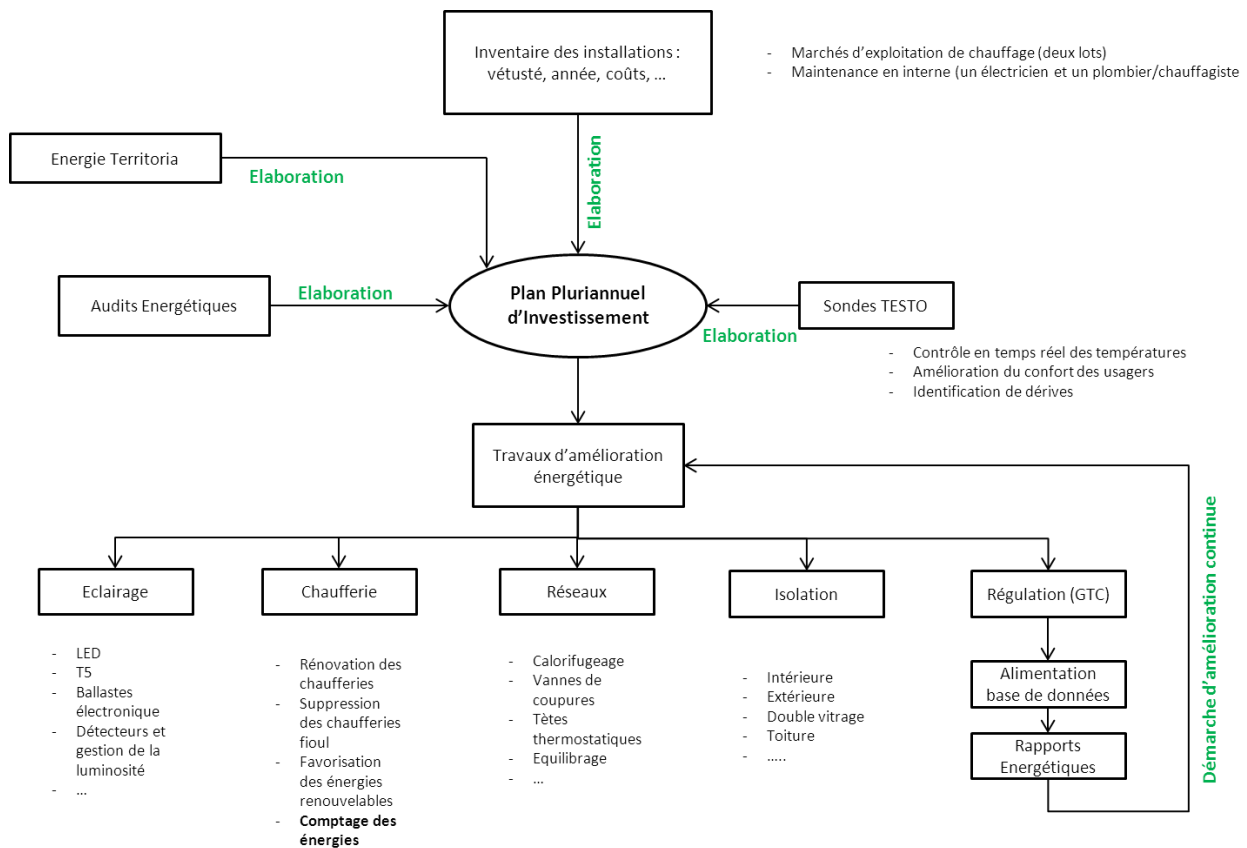 Inventaire des installations :
vétusté, année, coûts, …
- Marchés d'exploitation de chauffage (deux lots)
- Maintenance en interne (un électricien et un plombier/chauffagiste
Energie Territoria
Elaboration
Elaboration
Audits Energétiques
Elaboration
Plan Pluriannuel
d'Investissement
Sondes TESTO
Elaboration
- Contrôle en temps réel des températures
- Amélioration du confort des usagers
- Identification de dérives
Travaux d'amélioration
énergétique
Démarche d'amélioration continue
Eclairage
- LED
- T5
- Ballastes
électronique
- Détecteurs et
gestion de la
luminosité
- …
Chaufferie
- Rénovation des
chaufferies
- Suppression
des chaufferies
fioul
- Favorisation
des énergies
renouvelables
- Comptage des
énergies
Réseaux
- Calorifugeage
- Vannes de
coupures
- Tètes
thermostatiques
- Equilibrage
- …
Isolation
- Intérieure
- Extérieure
- Double vitrage
- Toiture
- …..
Régulation (GTC)
Alimentation
base de données
Rapports
Energétiques